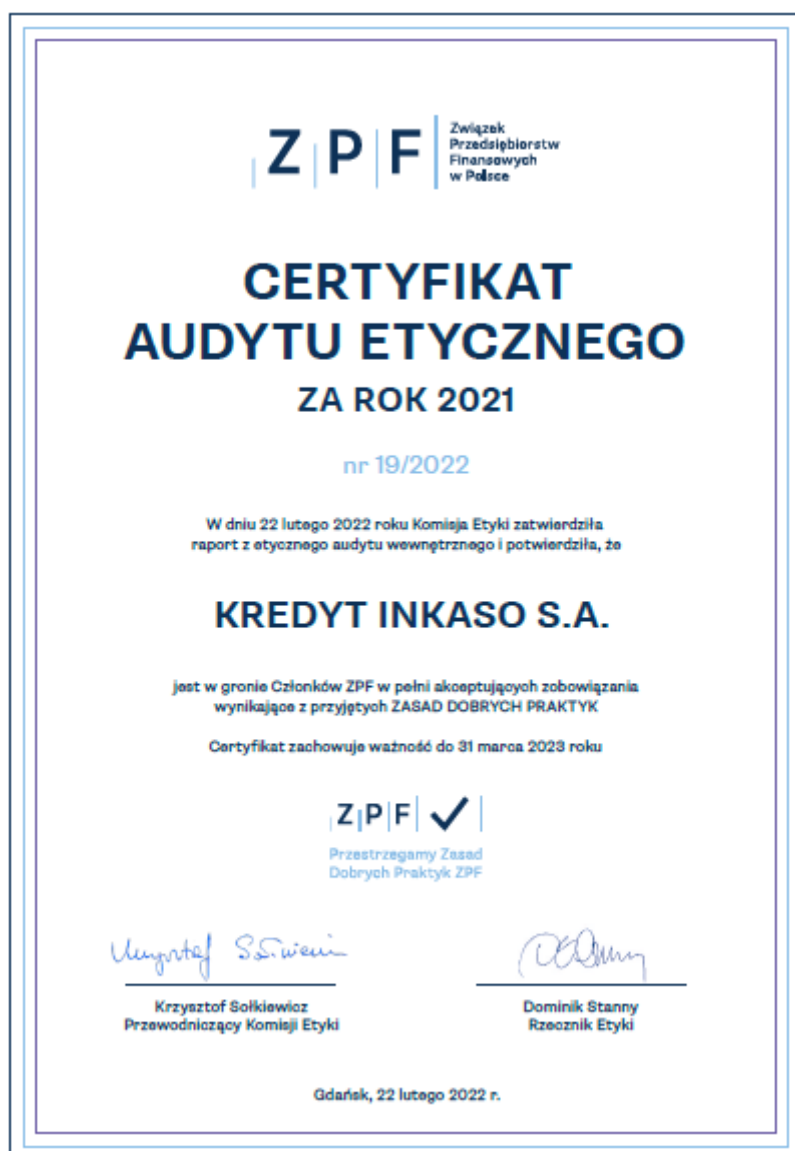 Z P F
Związek
Przedsiębiorstw
Finansowych
w Polsce
CERTYFIKAT
AUDYTU ETYCZNEGO
ZA ROK 2021
nr 19/2022
W dniu 22 lutego 2022 roku Komisja Etyki zatwierdziła
raport z etycznego audytu wewnętrznego i potwierdziła, że
KREDYT INKASO S.A.
jest w gronie Członków ZPF w pełni akceptujących zobowiązania
wynikające z przyjętych ZASAD DOBRYCH PRAKTYK
Certyfikat zachowuje ważność do 31 marca 2023 roku
Z P F
Przestrzegamy Zasad
Dobrych Praktyk ZPF
Krzysztof Sołkiewicz
Przewodniczący Komisji Etyki
Dominik Stanny
Rzecznik Etyki
Gdańsk, 22 lutego 2022 r.